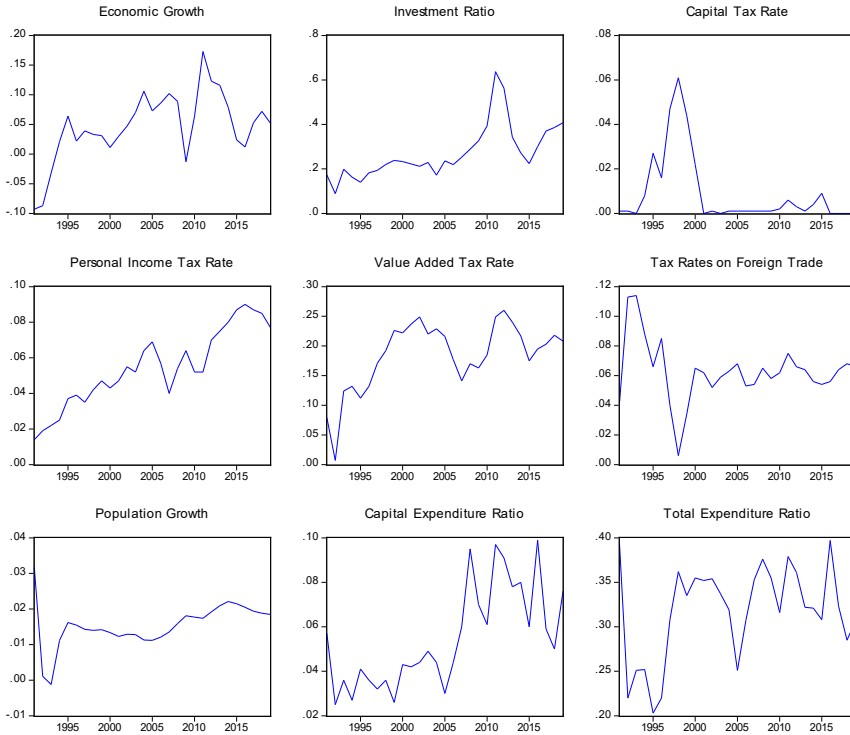 Economic Growth
.20
.15
.10
.05
.00
-.05
-.10
1995 2000 2005 2010 2015
Investment Ratio
.8
.6
.4
.2
.0
1995 2000 2005 2010 2015
Capital Tax Rate
.08
.06
.04
.02
.00
1995 2000 2005 2010 2015
Personal Income Tax Rate
.10
.08
.06
.04
.02
.00
1995 2000 2005 2010 2015
Value Added Tax Rate
.30
.25
.20
.15
.10
.05
.00
1995 2000 2005 2010 2015
Tax Rates on Foreign Trade
.12
.10
.08
.06
.04
.02
.00
1995 2000 2005 2010 2015
Population Growth
.04
.03
.02
.01
.00
-.01
1995 2000 2005 2010 2015
Capital Expenditure Ratio
.10
.08
.06
.04
.02
1995 2000 2005 2010 2015
Total Expenditure Ratio
.40
.35
.30
.25
.20
1995 2000 2005 2010 2015